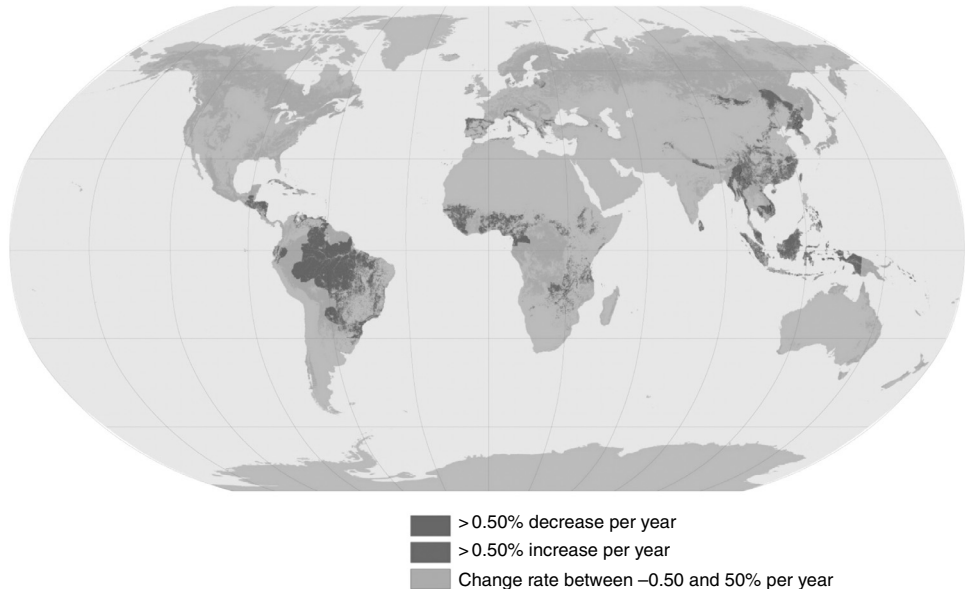 >0.50% decrease per year
>0.50% increase per year
Change rate between –0.50 and 50% per year